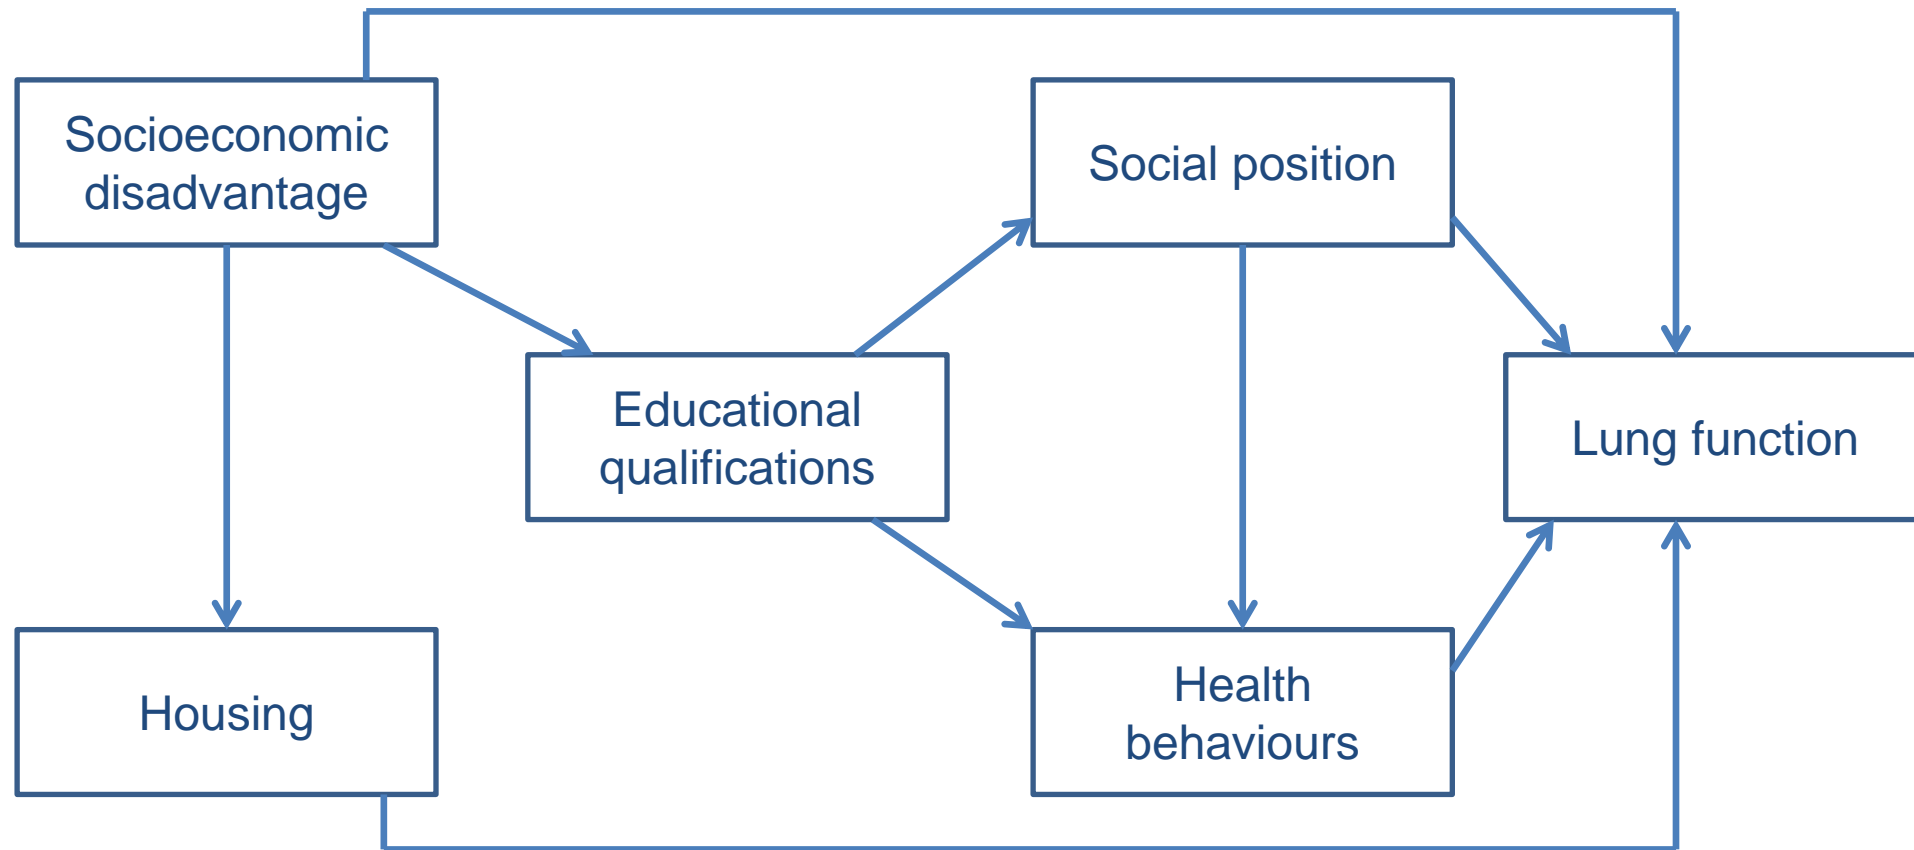 Socioeconomic
disadvantage
Social position
Educational
qualifications
Lung function
Housing
Health
behaviours